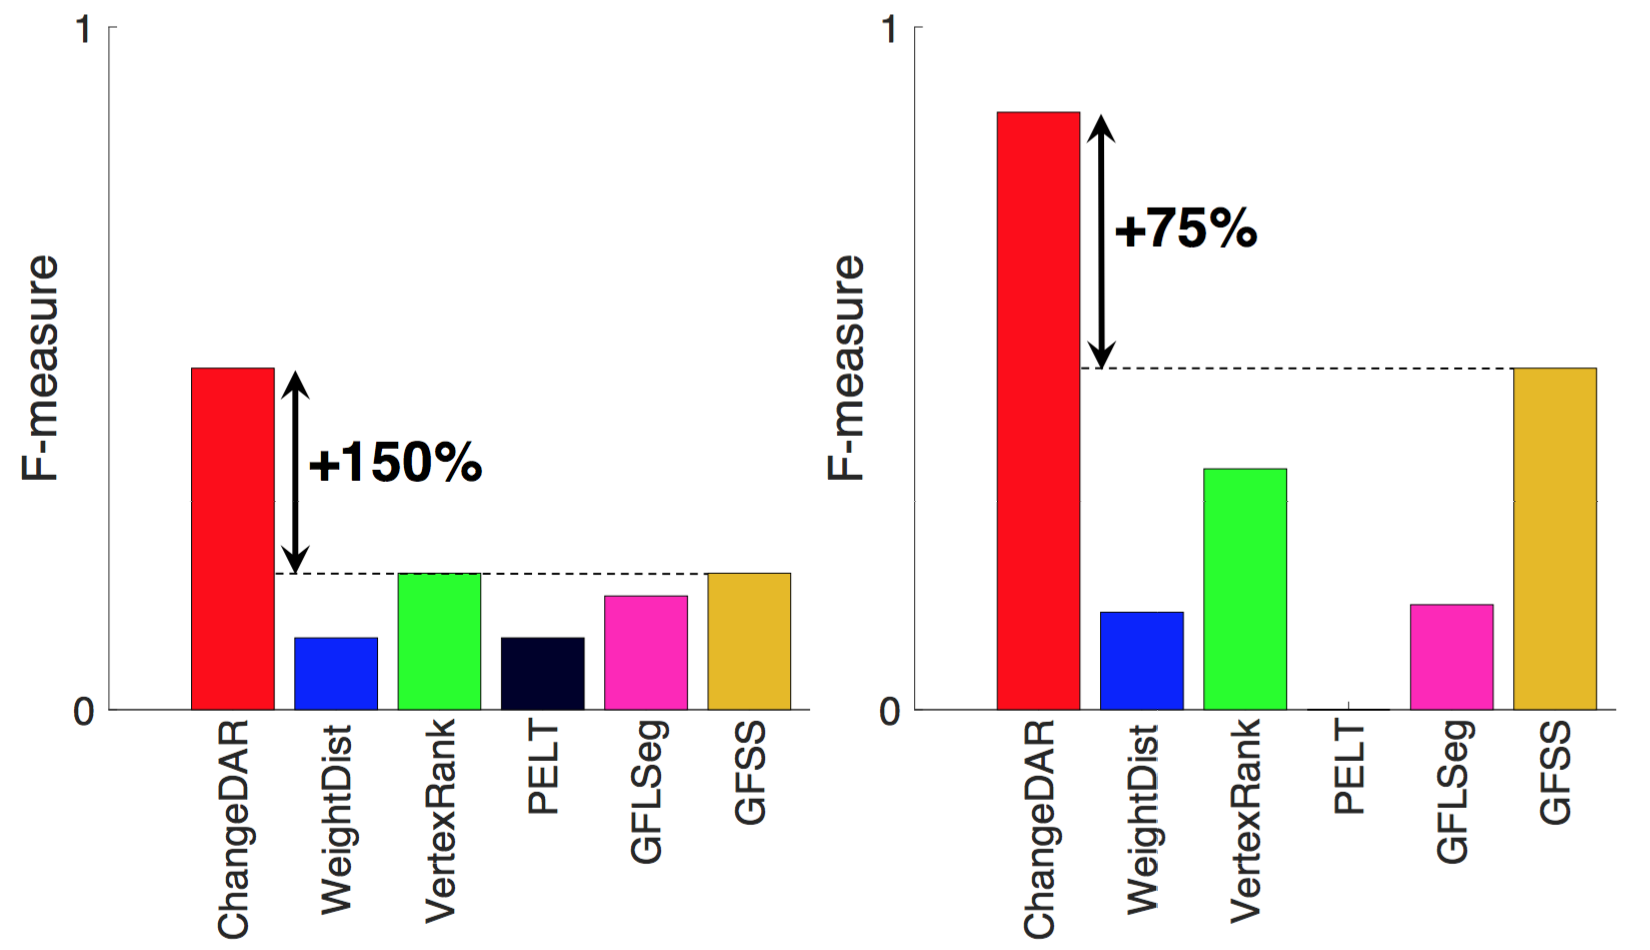 1
F-measure
+150%
0
ChangeDAR
WeightDist
VertexRank
PELT
GFLSeg
GFSS
1
F-measure
+75%
0
ChangeDAR
WeightDist
VertexRank
PELT
GFLSeg
GFSS